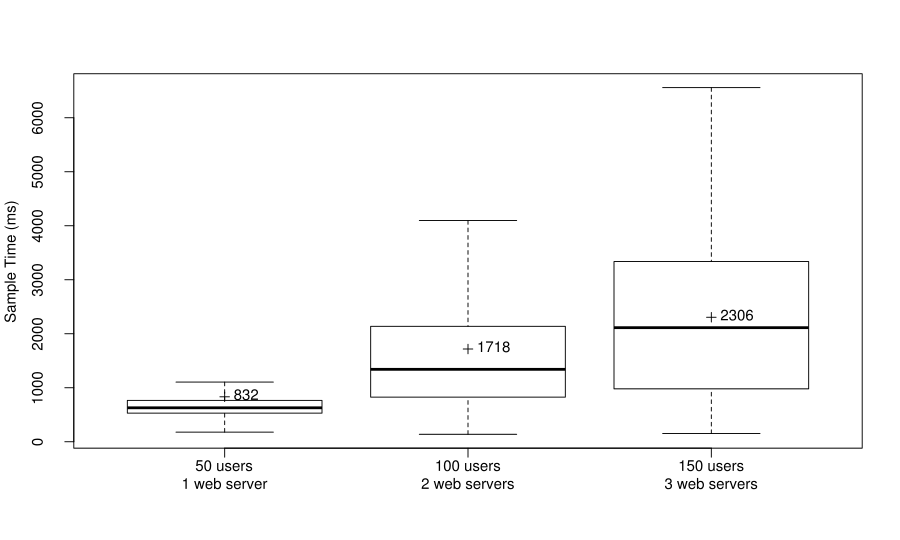 Sample Time (ms)
6000
5000
4000
3000
2000
1000
0
832
1718
2306
50 users
1 web server
100 users
2 web servers
150 users
3 web servers